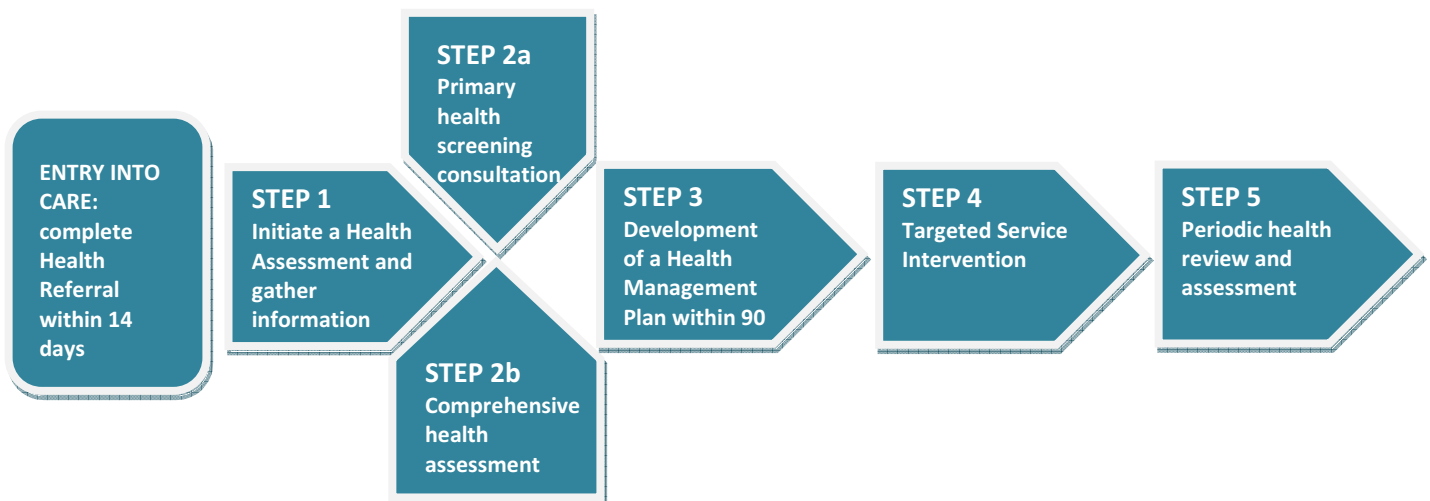 ENTRY INTO
CARE:
complete
Health
Referral
within 14
days
STEP 1
Initiate a Health
Assessment and
gather
information
STEP 2a
Primary
health
screening
consultation
STEP 2b
Comprehensive
health
assessment
STEP 3
Development
of a Health
Management
Plan within 90
STEP 4
Targeted Service
Intervention
STEP 5
Periodic health
review and
assessment